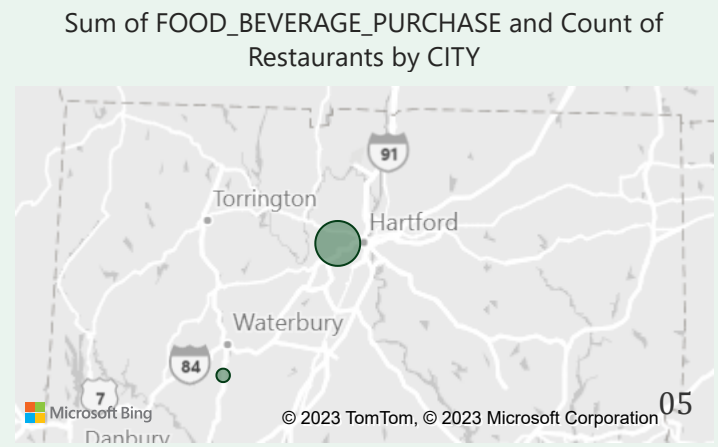 Sum of FOOD_BEVERAGE_PURCHASE and Count of
Restaurants by CITY
91
Torrington
Hartford
Waterbury
84
7
Microsoft Bing
© 2023 TomTom, © 2023 Microsoft Corporation
05
Danbury